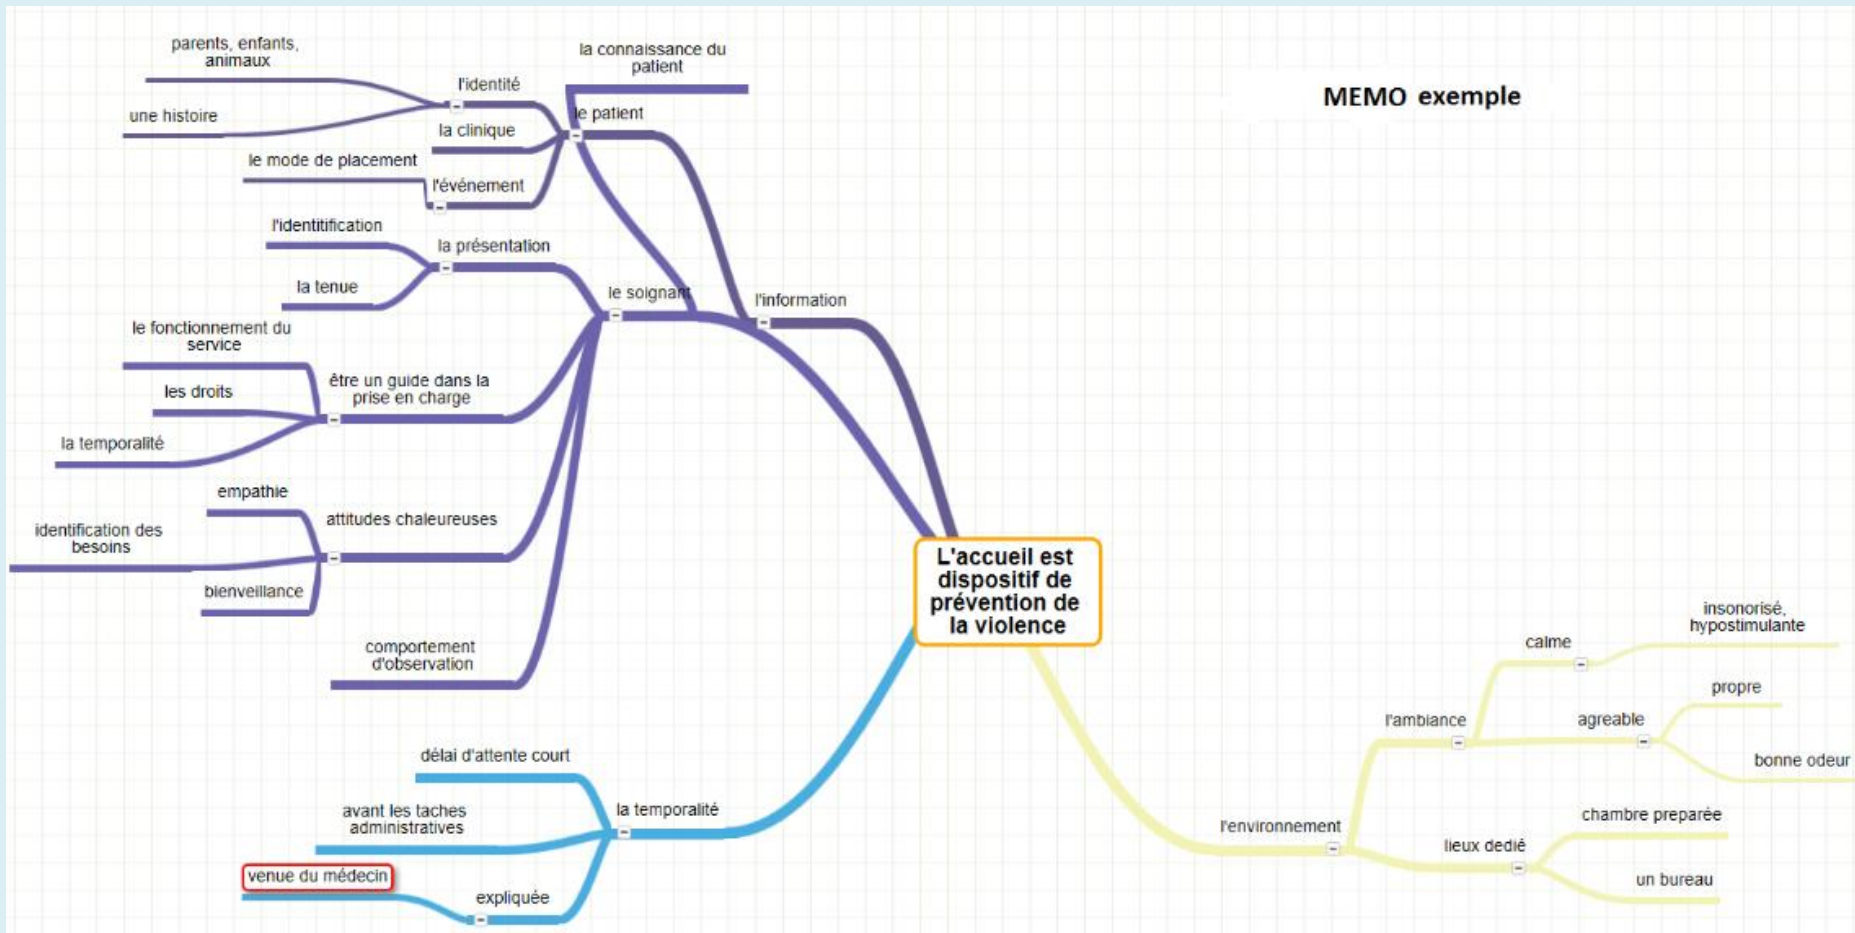 MEMO exemple
la connaissance du
patient
parents, enfants,
animaux
l'identité
une histoire
le patient
la clinique
le mode de placement
l'événement
l'identitification
la présentation
la tenue
le soignant
l'information
le fonctionnement du
service
être un guide dans la
prise en charge
les droits
la temporalité
empathie
attitudes chaleureuses
identification des
besoins
bienveillance
comportement
d'observation
L'accueil est
dispositif de
prévention de
la violence
délai d'attente court
la temporalité
avant les taches
administratives
venue du médecin
expliquée
insonorisé,
hypostimulante
calme
propre
l'ambiance
agreable
bonne odeur
l'environnement
chambre preparée
lieux dedié
un bureau